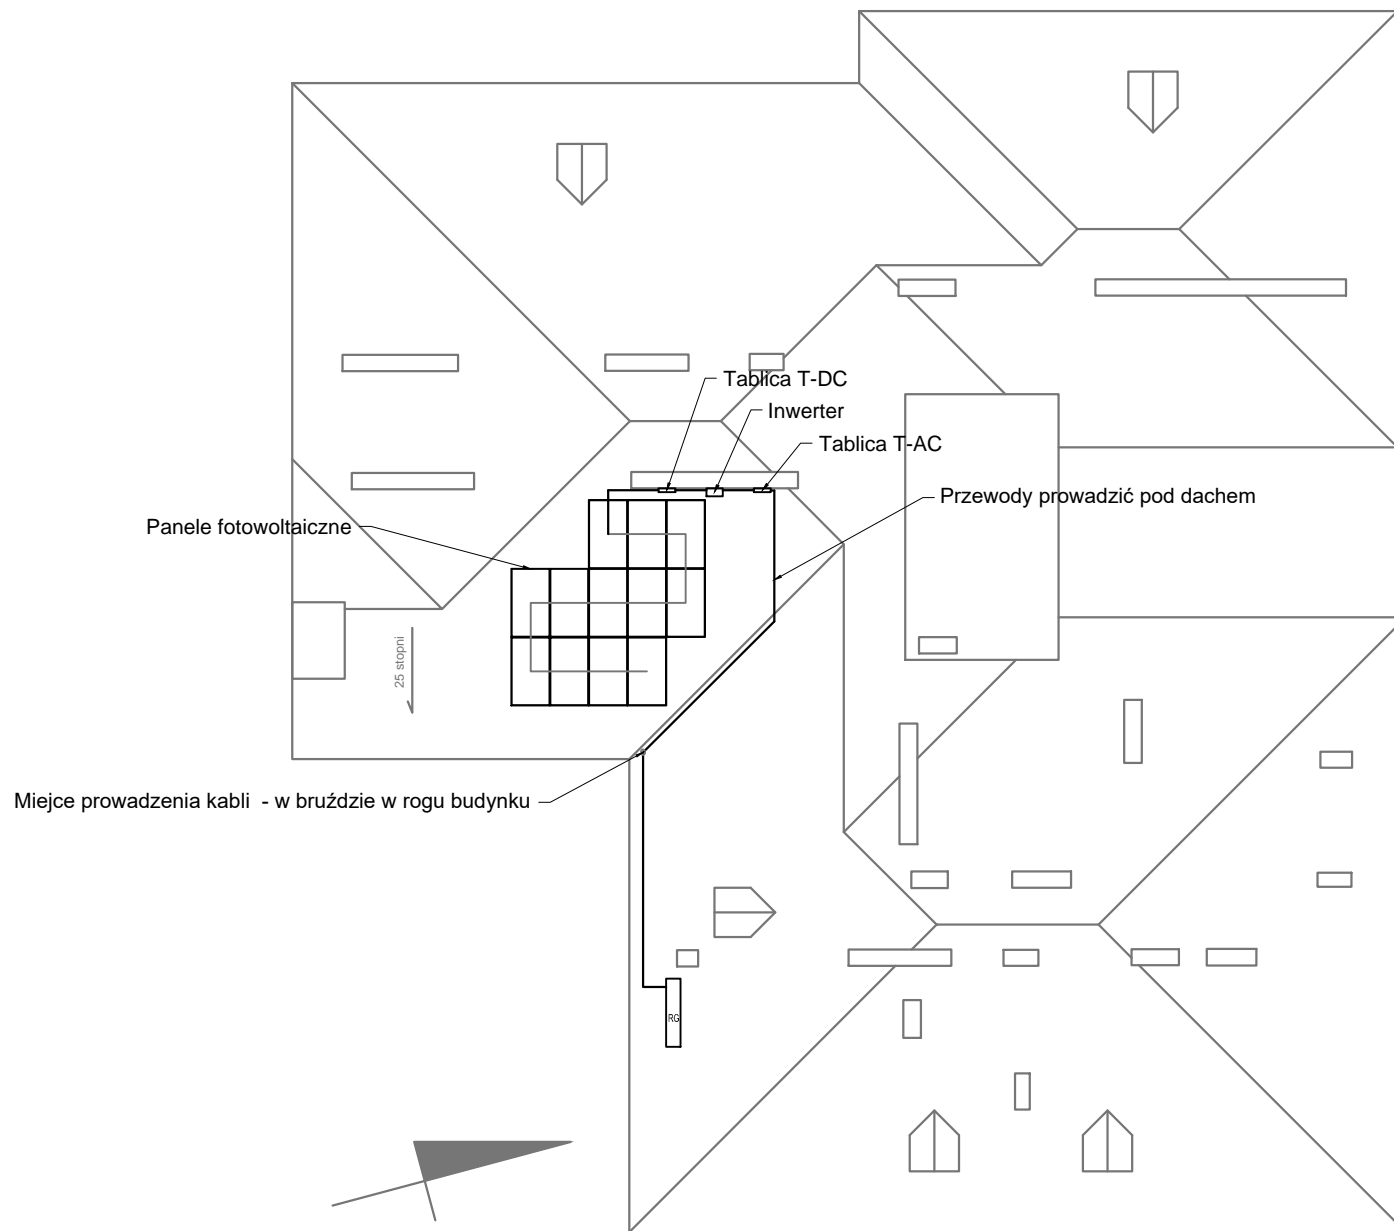 Tablica T-DC
Inwerter
Tablica T-AC
Przewody prowadzić pod dachem
Panele fotowoltaiczne
25 stopni
Miejce prowadzenia kabli  - w bruździe w rogu budynku
RG